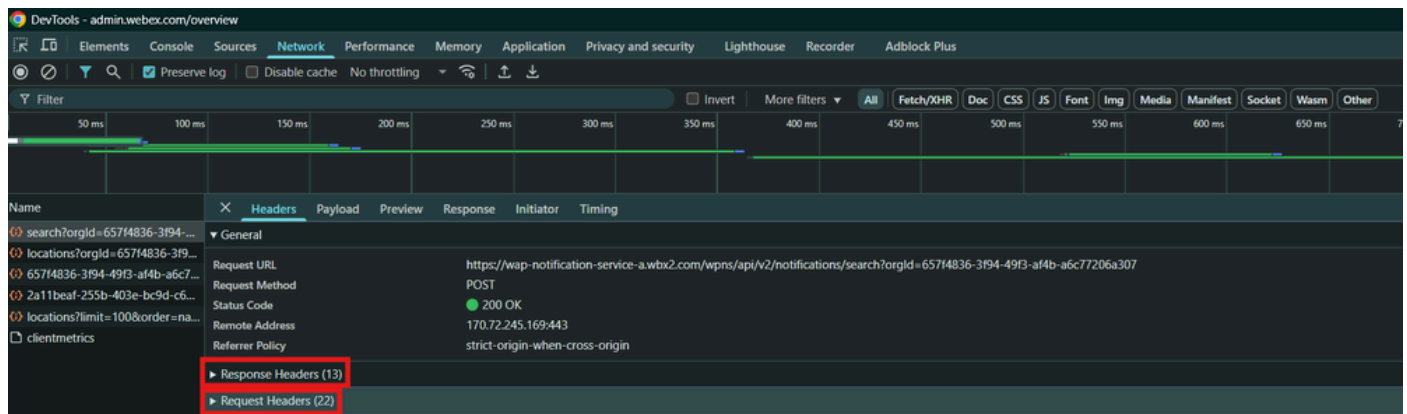 DevTools - admin.webex.com/overview
Elements Console Sources Network Performance Memory Application Privacy and security Lighthouse Recorder Adblock Plus
Preserve log Disable cache No throttling
Filter Invert More filters All Fetch/XHR Doc CSS JS Font Img Media Manifest Socket Wasm Other
50 ms 100 ms 150 ms 200 ms 250 ms 300 ms 350 ms 400 ms 450 ms 500 ms 550 ms 600 ms 650 ms 7
Name Headers Payload Preview Response Initiator Timing
search?orgId=657f4836-3f94-... General
locations?orgId=657f4836-3f9...
Request URL https://wap-notification-service-a.wbx2.com/wpns/api/v2/notifications/search?orgId=657f4836-3f94-49f3-af4b-a6c77206a307
657f4836-3f94-49f3-af4b-a6c7...
Request Method POST
2a11beaf-255b-403e-bc9d-c6...
Status Code 200 OK
locations?limit=100&order=na...
Remote Address 170.72.245.169:443
clientmetrics
Referrer Policy strict-origin-when-cross-origin
Response Headers (13)
Request Headers (22)